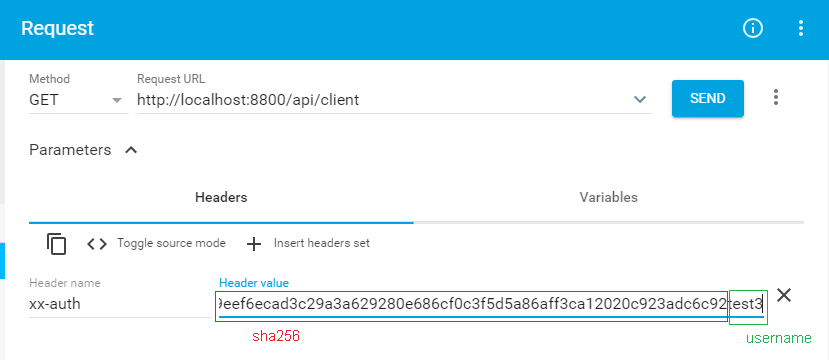 Request
Method
Request URL
GET
http://localhost:8800/api/client
SEND
Parameters
Headers
Variables
Toggle source mode
Insert headers set
Header name
Header value
xx-auth
9eef6ecad3c29a3a629280e686cf0c3f5d5a86aff3ca12020c923adc6c92test3
sha256
username